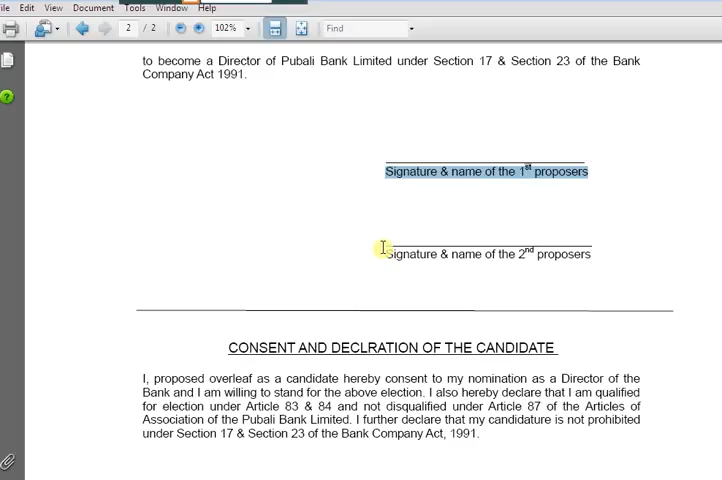 ile Edit View Document Tools Window Help
2 / 2 102% Find
to become a Director of Pubali Bank Limited under Section 17 & Section 23 of the Bank
Company Act 1991.
Signature & name of the 1st proposers
Signature & name of the 2nd proposers
CONSENT AND DECLRATION OF THE CANDIDATE
I, proposed overleaf as a candidate hereby consent to my nomination as a Director of the
Bank and I am willing to stand for the above election. I also hereby declare that I am qualified
for election under Article 83 & 84 and not disqualified under Article 87 of the Articles of
Association of the Pubali Bank Limited. I further declare that my candidature is not prohibited
under Section 17 & Section 23 of the Bank Company Act, 1991.